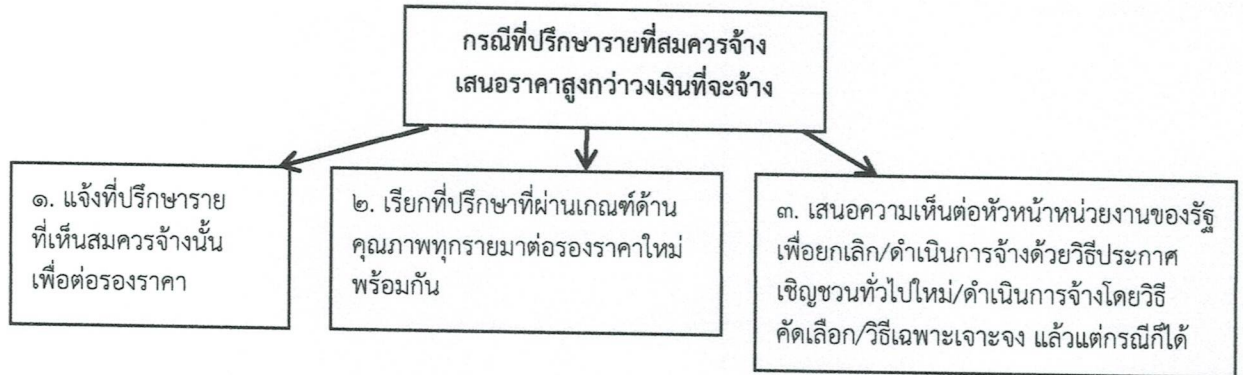 กรณีที่ปรึกษารายที่สมควรจ้าง
เสนอราคาสูงกว่าวงเงินที่จะจ้าง
๑. แจ้งที่ปรึกษาราย
ที่เห็นสมควรจ้างนั้น
เพื่อต่อรองราคา
๒. เรียกที่ปรึกษาที่ผ่านเกณฑ์ด้าน
คุณภาพทุกรายมาต่อรองราคาใหม่
พร้อมกัน
๓. เสนอความเห็นต่อหัวหน้าหน่วยงานของรัฐ
เพื่อยกเลิก/ดำเนินการจ้างด้วยวิธีประกาศ
เชิญชวนทั่วไปใหม่/ดำเนินการจ้างโดยวิธี
คัดเลือก/วิธีเฉพาะเจาะจง แล้วแต่กรณีก็ได้